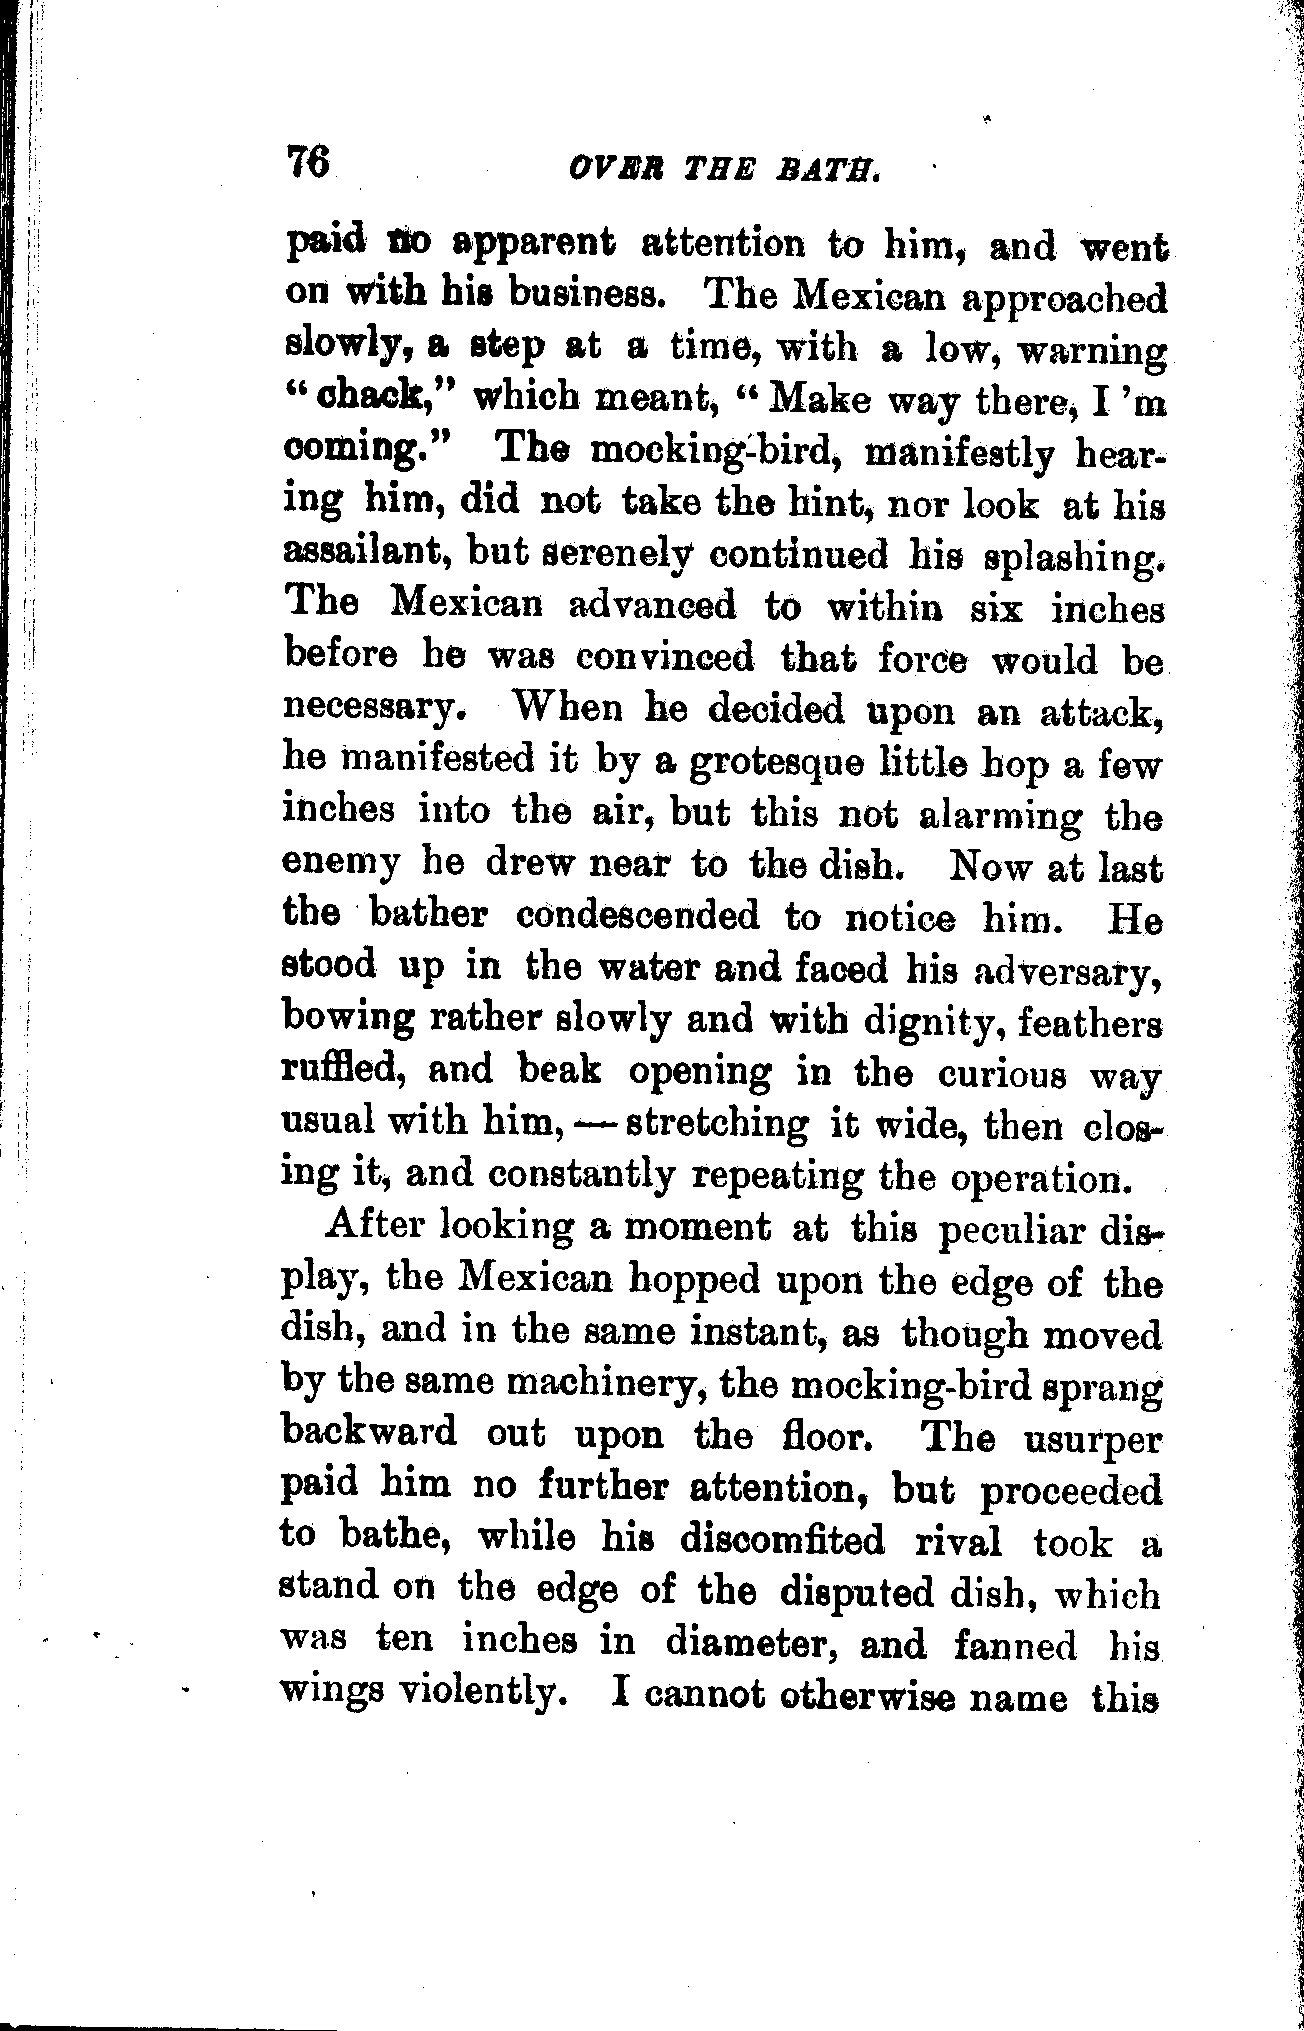 76 OVER THE BATH.
paid no apparent attention to him, and went
on with his business. The Mexican approached
slowly, a step at a time, with a low, warning
“chack,” which meant, “Make way there, I 'm
coming.” The mocking-bird, manifestly hear-
ing him, did not take the hint, nor look at his
assailant, but serenely continued his splashing.
The Mexican advanced to within six inches
before he was convinced that force would be
necessary. When he decided upon an attack,
he manifested it by a grotesque little hop a few
inches into the air, but this not alarming the
enemy he drew near to the dish. Now at last
the bather condescended to notice him. He
stood up in the water and faced his adversary,
bowing rather slowly and with dignity, feathers
ruffled, and beak opening in the curious way
usual with him, — stretching it wide, then clos-
ing it, and constantly repeating the operation.
After looking a moment at this peculiar dis-
play, the Mexican hopped upon the edge of the
dish, and in the same instant, as though moved
by the same machinery, the mocking-bird sprang
backward out upon the floor. The usurper
paid him no further attention, but proceeded
to bathe, while his discomfited rival took a
stand on the edge of the disputed dish, which
was ten inches in diameter, and fanned his
wings violently. I cannot otherwise name this